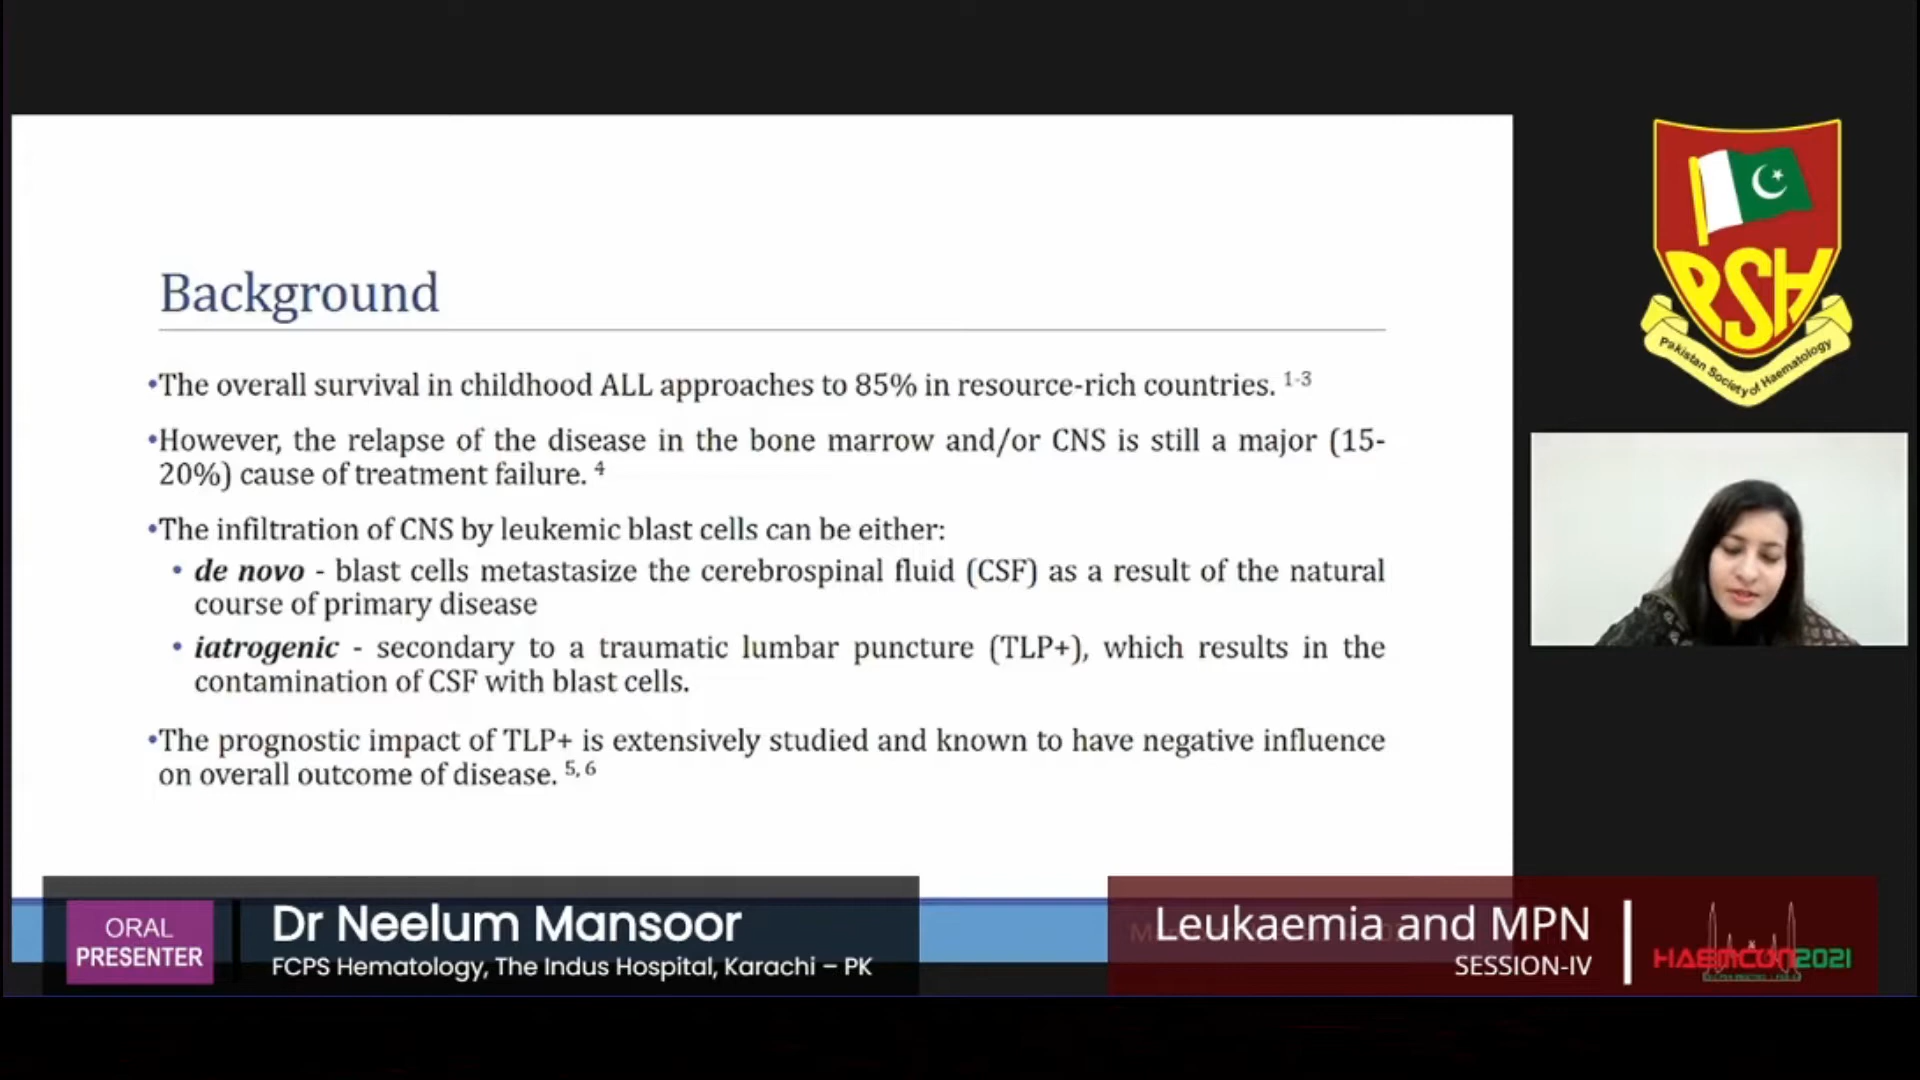 Background
•The overall survival in childhood ALL approaches to 85% in resource-rich countries. 1-3
•However, the relapse of the disease in the bone marrow and/or CNS is still a major (15-
20%) cause of treatment failure. 4
•The infiltration of CNS by leukemic blast cells can be either:
• de novo - blast cells metastasize the cerebrospinal fluid (CSF) as a result of the natural
course of primary disease
• iatrogenic - secondary to a traumatic lumbar puncture (TLP+), which results in the
contamination of CSF with blast cells.
•The prognostic impact of TLP+ is extensively studied and known to have negative influence
on overall outcome of disease. 5, 6
PSH
Pakistan Society of Haematology
ORAL
PRESENTER
Dr Neelum Mansoor
FCPS Hematology, The Indus Hospital, Karachi – PK
Leukaemia and MPN
SESSION-IV
HAEMCON2021